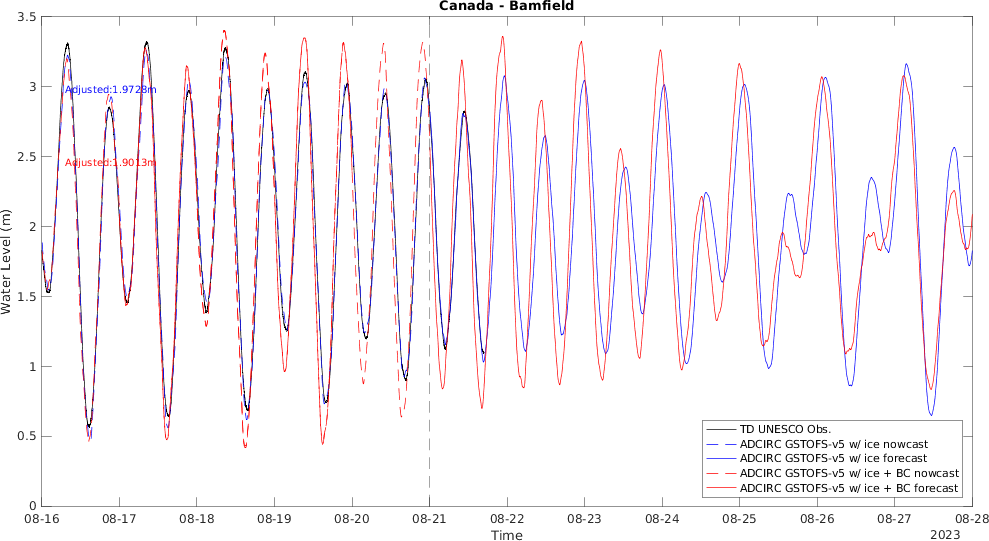 Canada - Bamfield
3.5
3
2.5
2
1.5
1
0.5
0
Water Level (m)
Adjusted:1.9728m
Adjusted:1.9013m
TD UNESCO Obs.
ADCIRC GSTOFS-v5 w/ ice nowcast
ADCIRC GSTOFS-v5 w/ ice forecast
ADCIRC GSTOFS-v5 w/ ice + BC nowcast
ADCIRC GSTOFS-v5 w/ ice + BC forecast
08-16 08-17 08-18 08-19 08-20 08-21 08-22 08-23 08-24 08-25 08-26 08-27 08-28
Time
2023